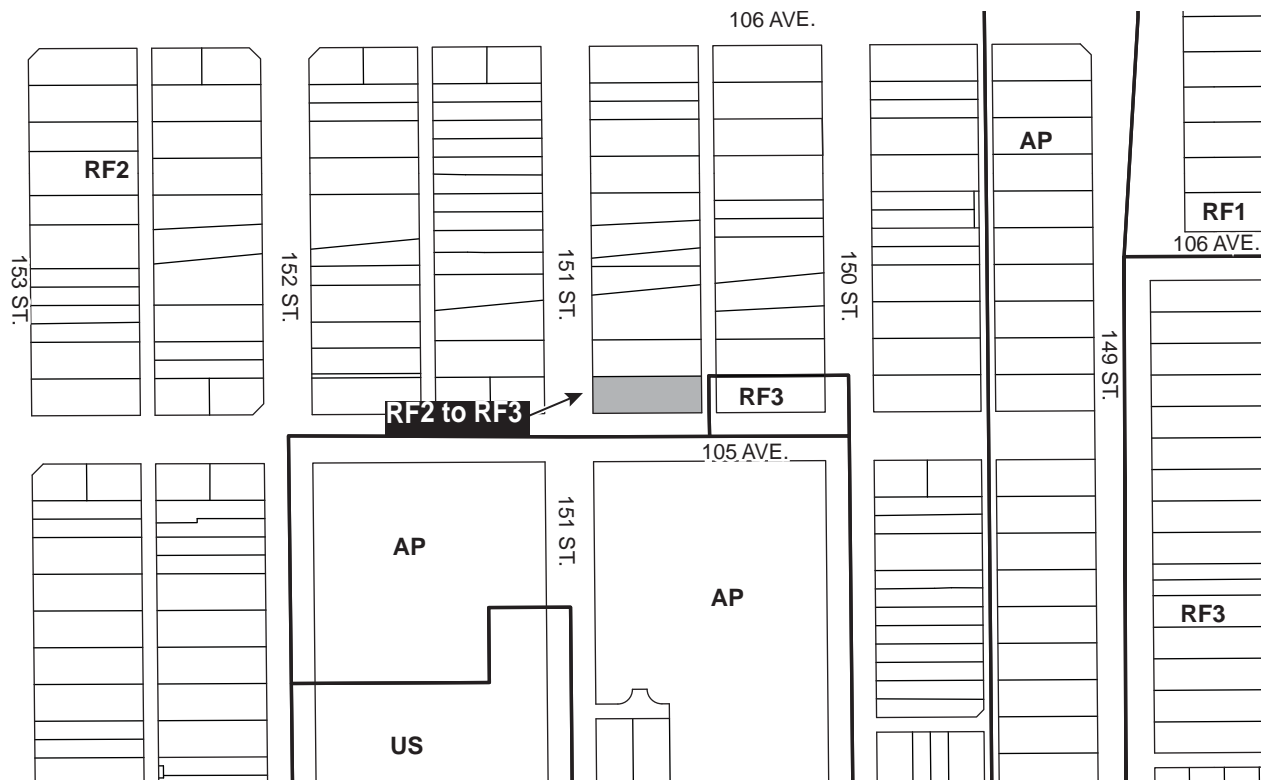 106 AVE.
AP
RF2
RF1
106 AVE.
153 ST.
152 ST.
151 ST.
150 ST.
149 ST.
RF3
RF2 to RF3
105 AVE.
151 ST.
AP
AP
RF3
US